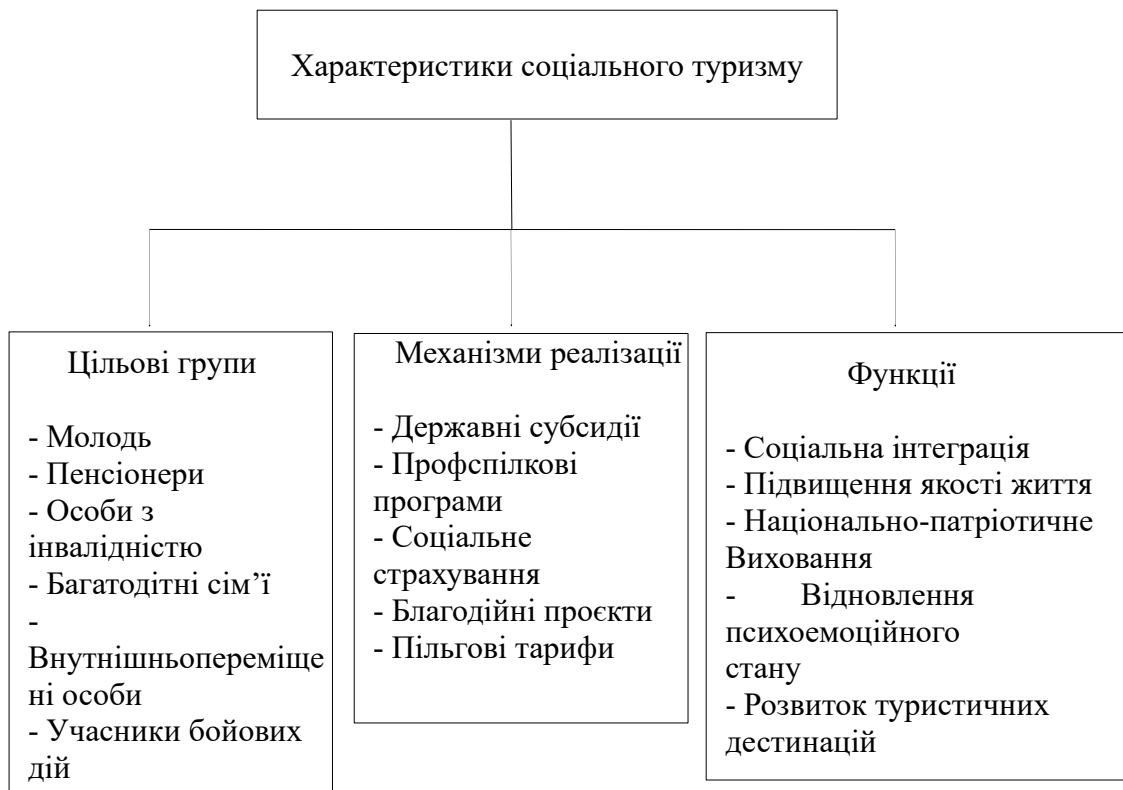 Характеристики соціального туризму
Цільові групи
- Молодь
- Пенсіонери
- Особи з
інвалідністю
- Багатодітні сім’ї
-
Внутнішньопереміще
ні особи
- Учасники бойових
дій
Механізми реалізації
- Державні субсидії
- Профспілкові
програми
- Соціальне
страхування
- Благодійні проєкти
- Пільгові тарифи
Функції
- Соціальна інтеграція
- Підвищення якості життя
- Національно-патріотичне
Виховання
- Відновлення
психоемоційного
стану
- Розвиток туристичних
дестинацій